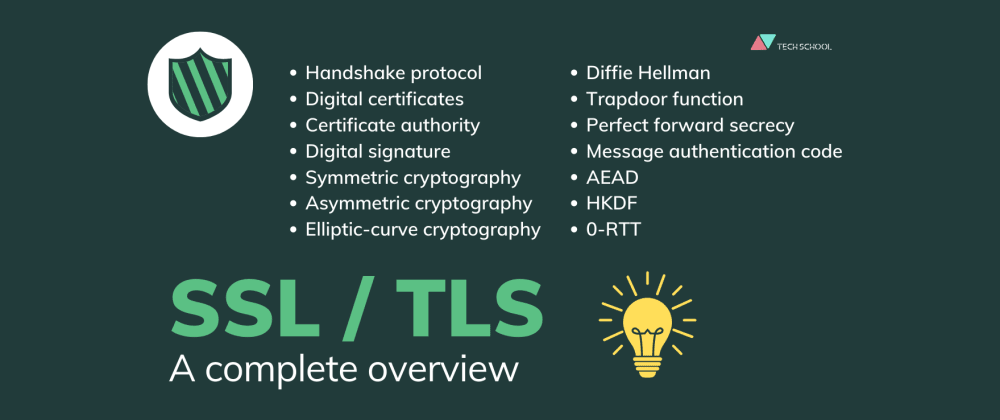 TECH SCHOOL
• Handshake protocol
• Digital certificates
• Certificate authority
• Digital signature
• Symmetric cryptography
• Asymmetric cryptography
• Elliptic-curve cryptography
• Diffie Hellman
• Trapdoor function
• Perfect forward secrecy
• Message authentication code
• AEAD
• HKDF
• 0-RTT
SSL / TLS
A complete overview